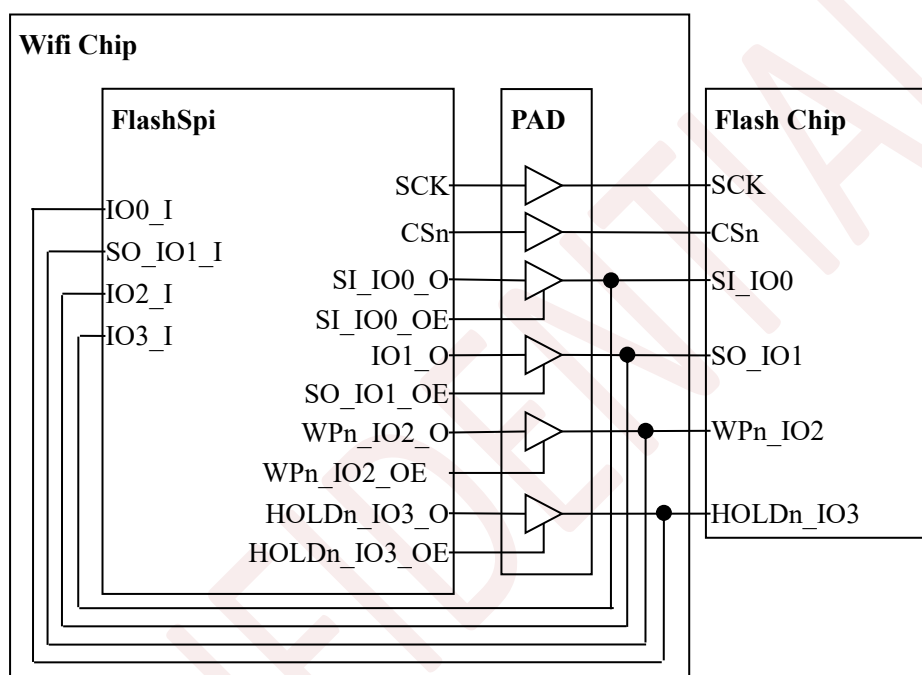 Wifi Chip
FlashSpi
PAD
Flash Chip
IO0_I
SO_IO1_I
IO2_I
IO3_I
SCK
CSn
SI_IO0_O
SI_IO0_OE
IO1_O
SO_IO1_OE
WPn_IO2_O
WPn_IO2_OE
HOLDn_IO3_O
HOLDn_IO3_OE
SCK
CSn
SI_IO0
SO_IO1
WPn_IO2
HOLDn_IO3
FIDENTIAL